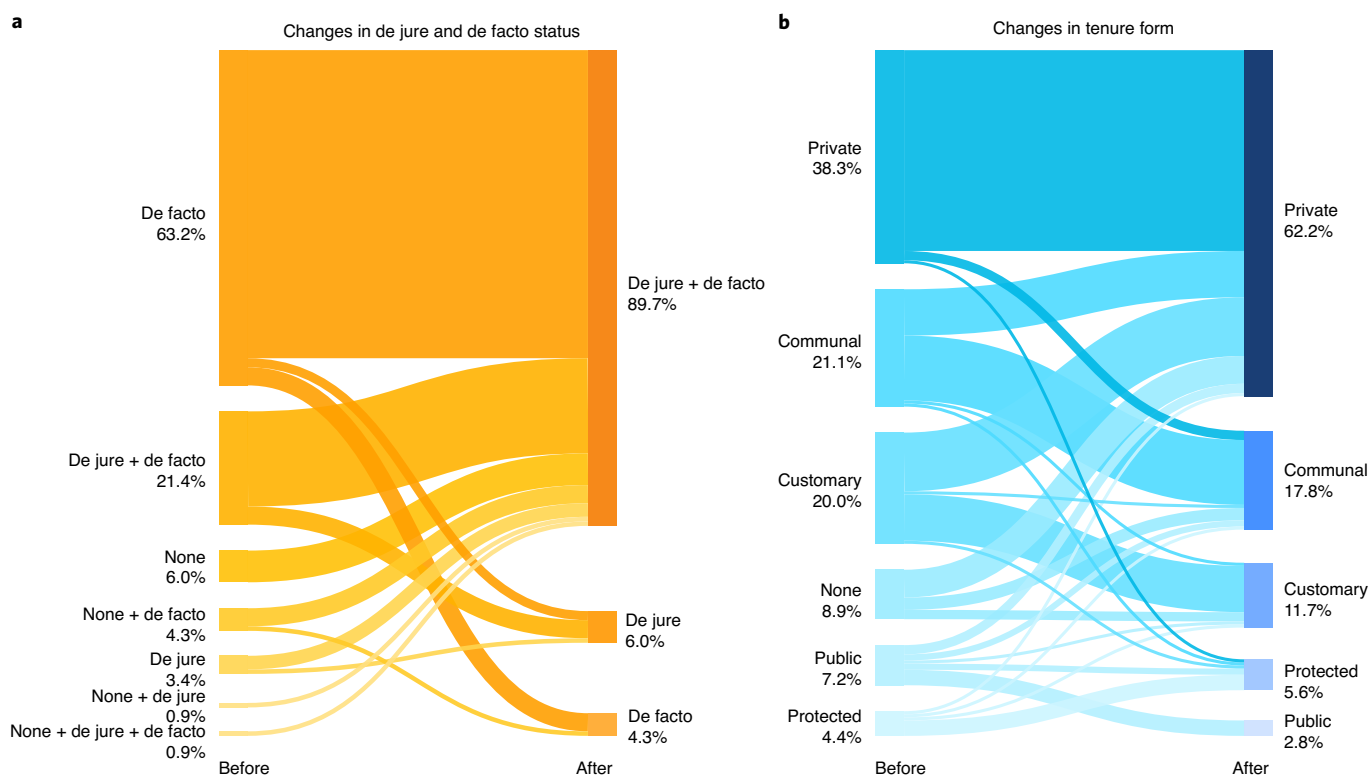 a
Changes in de jure and de facto status
De facto
63.2%
De jure + de facto
21.4%
None
6.0%
None + de facto
4.3%
De jure
3.4%
None + de jure
0.9%
None + de jure + de facto
0.9%
Before
De jure + de facto
89.7%
De jure
6.0%
De facto
4.3%
After
b
Changes in tenure form
Private
38.3%
Communal
21.1%
Customary
20.0%
None
8.9%
Public
7.2%
Protected
4.4%
Before
Private
62.2%
Communal
17.8%
Customary
11.7%
Protected
5.6%
Public
2.8%
After